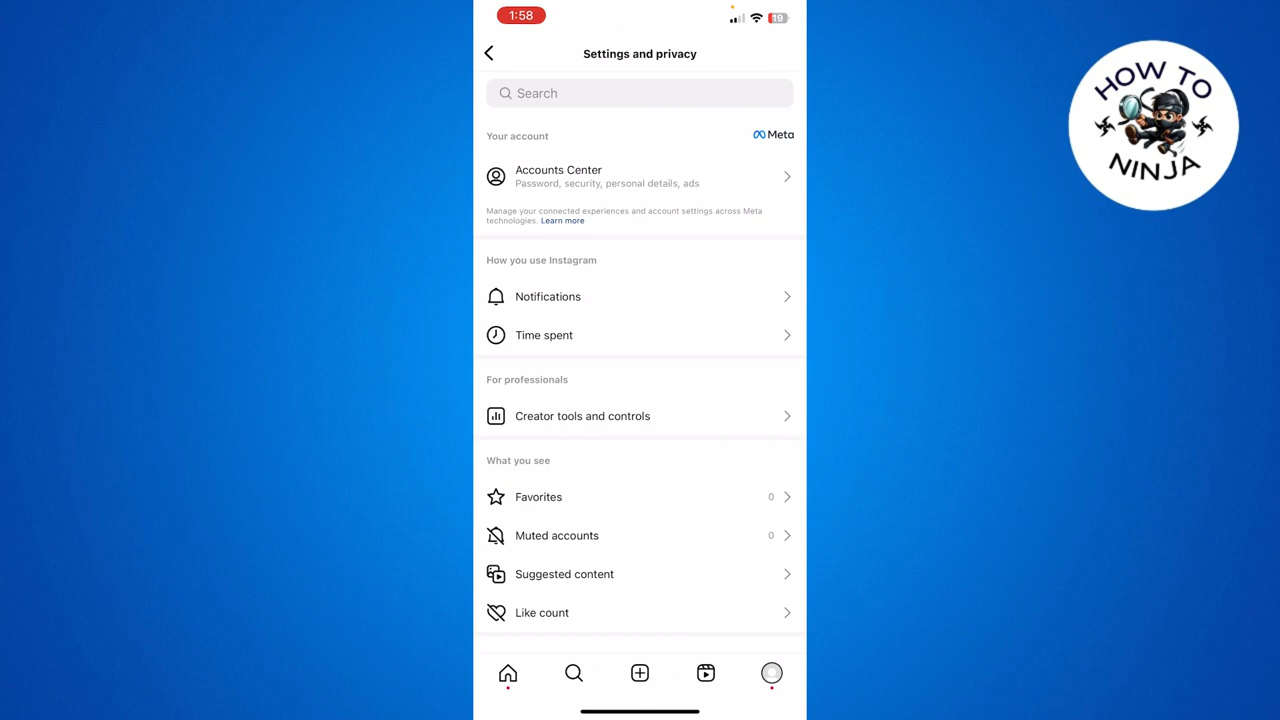 1:58
19
Settings and privacy
Search
Your account
Meta
Accounts Center
Password, security, personal details, ads
Manage your connected experiences and account settings across Meta
technologies. Learn more
How you use Instagram
Notifications
Time spent
For professionals
Creator tools and controls
What you see
Favorites 0
Muted accounts 0
Suggested content
Like count
HOW TO
NINJA